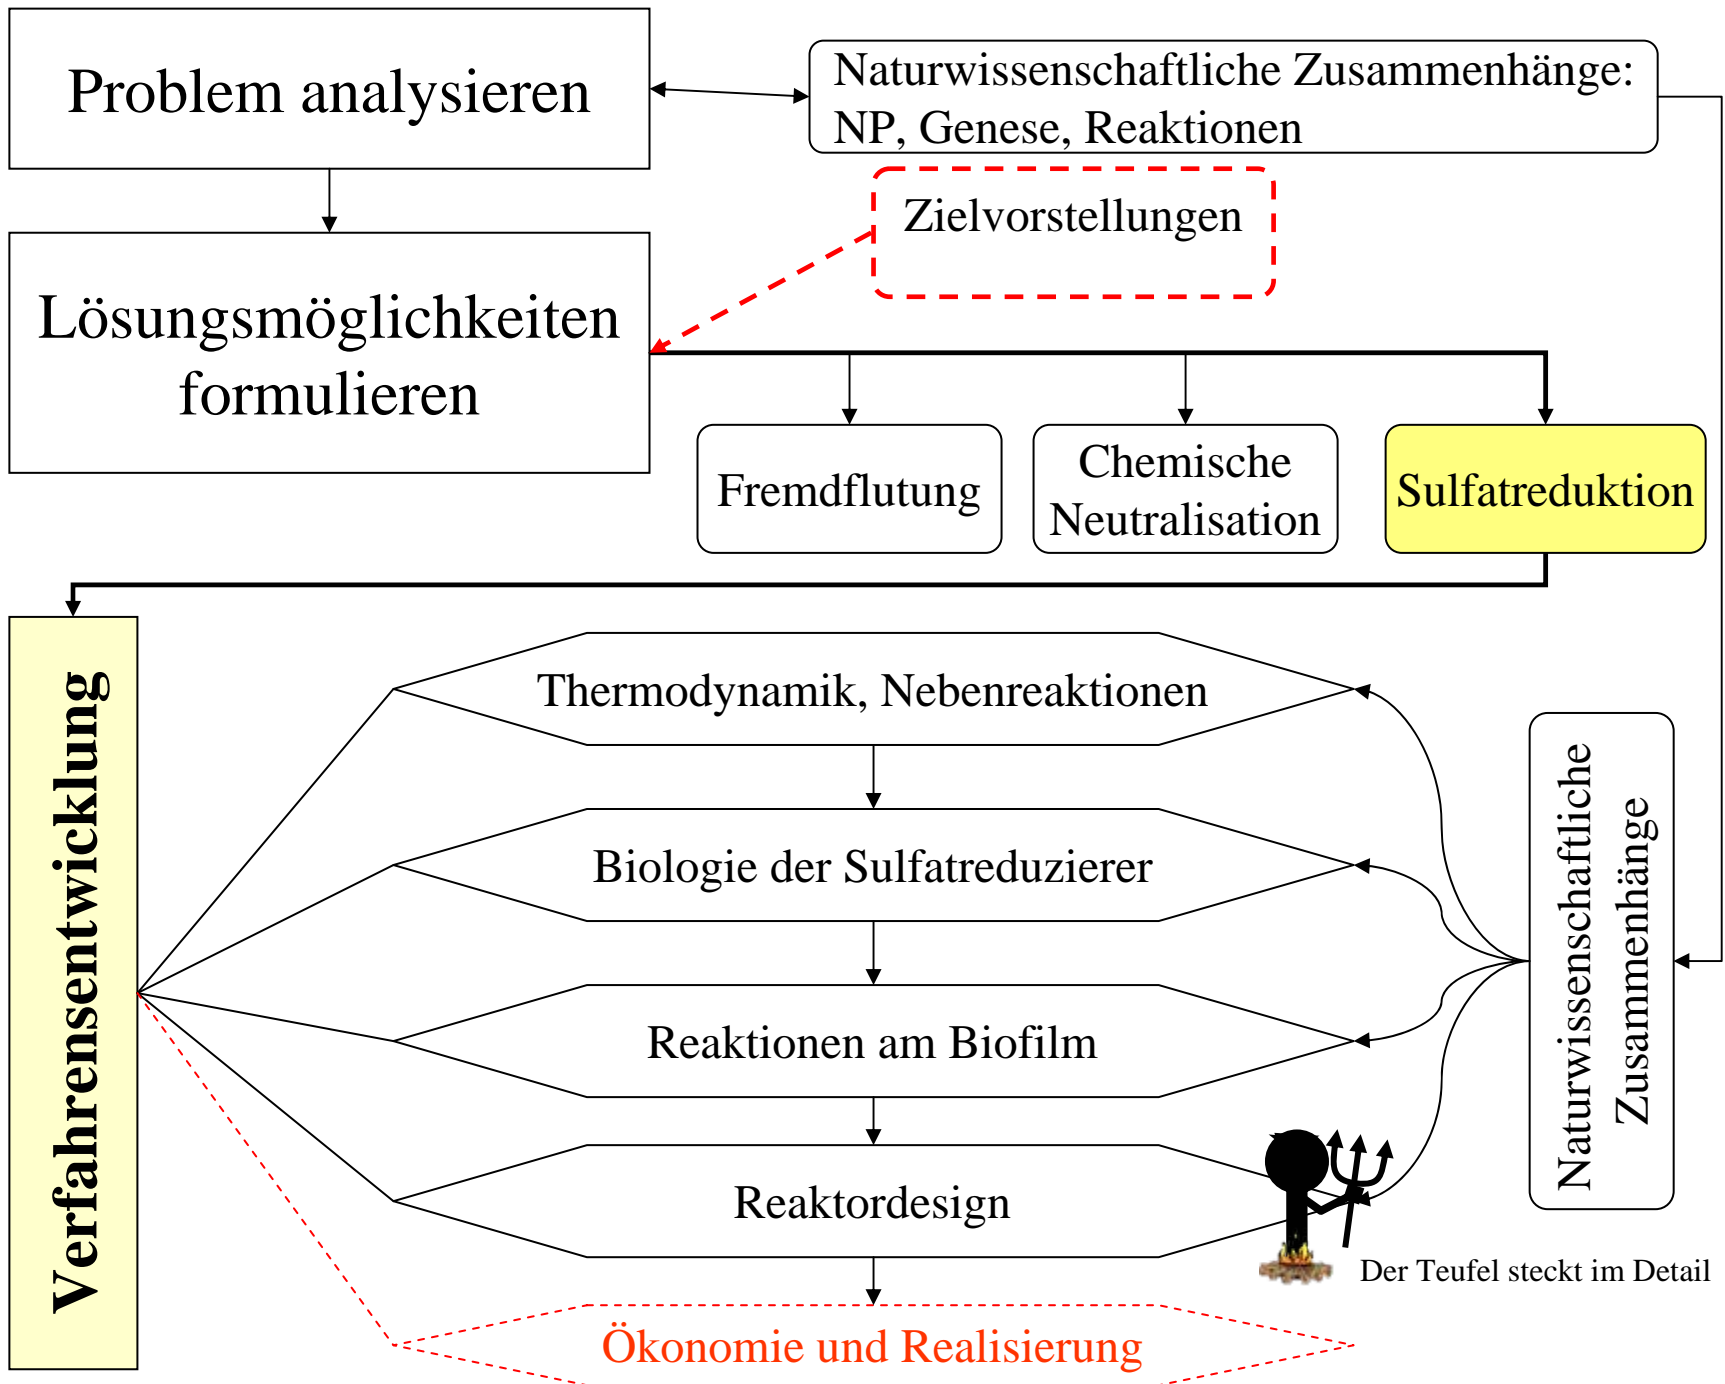 Problem analysieren
Naturwissenschaftliche Zusammenhänge:
NP, Genese, Reaktionen
Zielvorstellungen
Lösungsmöglichkeiten
formulieren
Fremdflutung
Chemische
Neutralisation
Sulfatreduktion
Verfahrensentwicklung
Thermodynamik, Nebenreaktionen
Biologie der Sulfatreduzierer
Reaktionen am Biofilm
Reaktordesign
Ökonomie und Realisierung
Naturwissenschaftliche
Zusammenhänge
Der Teufel steckt im Detail